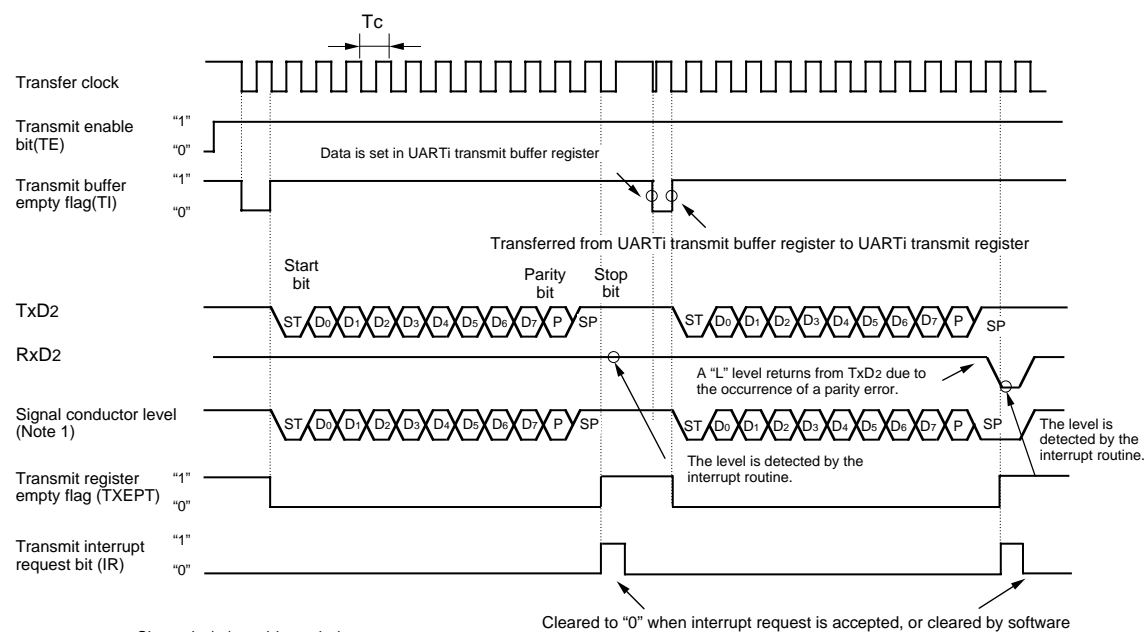 Tc
Transfer clock
Transmit enable
bit(TE)
“1”
“0”
Data is set in UARTi transmit buffer register
Transmit buffer
empty flag(TI)
“1”
“0”
Transferred from UARTi transmit buffer register to UARTi transmit register
Start
bit
Parity
bit
Stop
bit
TxD2
ST D0 D1 D2 D3 D4 D5 D6 D7 P SP
ST D0 D1 D2 D3 D4 D5 D6 D7 P SP
RxD2
A “L” level returns from TxD2 due to
the occurrence of a parity error.
Signal conductor level
(Note 1)
ST D0 D1 D2 D3 D4 D5 D6 D7 P SP
ST D0 D1 D2 D3 D4 D5 D6 D7 P SP
The level is
detected by the
interrupt routine.
The level is detected by the
interrupt routine.
Transmit register
empty flag (TXEPT)
“1”
“0”
Transmit interrupt
request bit (IR)
“1”
“0”
Cleared to “0” when interrupt request is accepted, or cleared by software